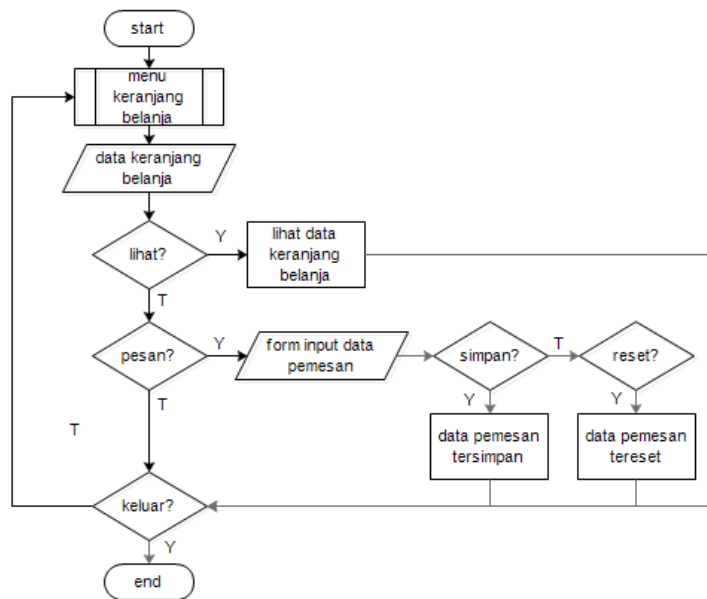 start
menu
keranjang
belanja
data keranjang
belanja
lihat?
Y
lihat data
keranjang
belanja
T
pesan?
Y
form input data
pemesan
simpan?
T
reset?
T
Y
Y
T
data pemesan
tersimpan
data pemesan
tereset
keluar?
Y
end